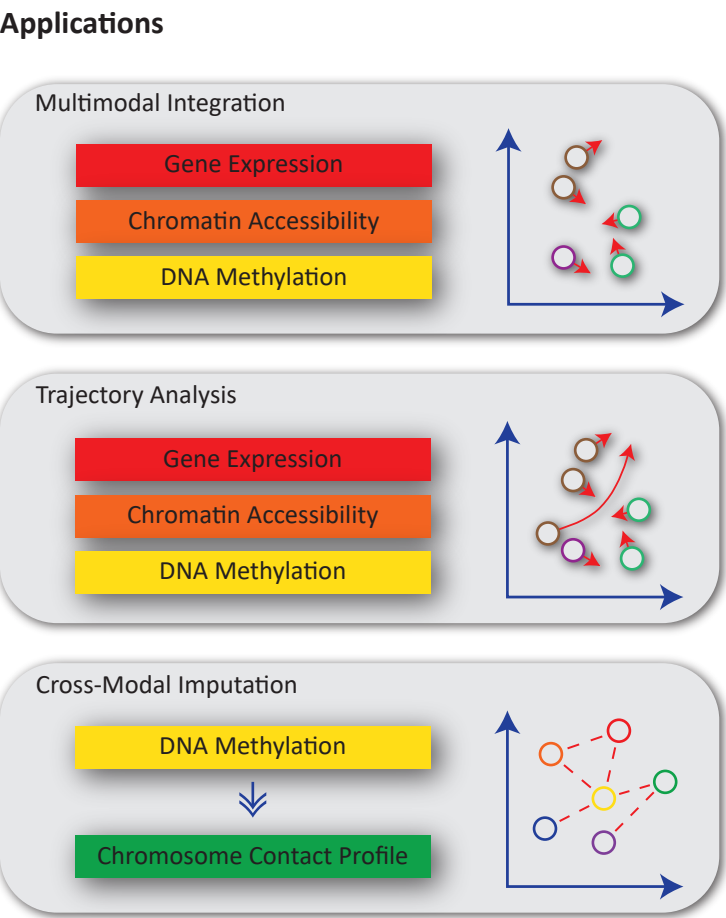 Applications
Multimodal Integration
Gene Expression
Chromatin Accessibility
DNA Methylation
Trajectory Analysis
Gene Expression
Chromatin Accessibility
DNA Methylation
Cross-Modal Imputation
DNA Methylation
Chromosome Contact Profile